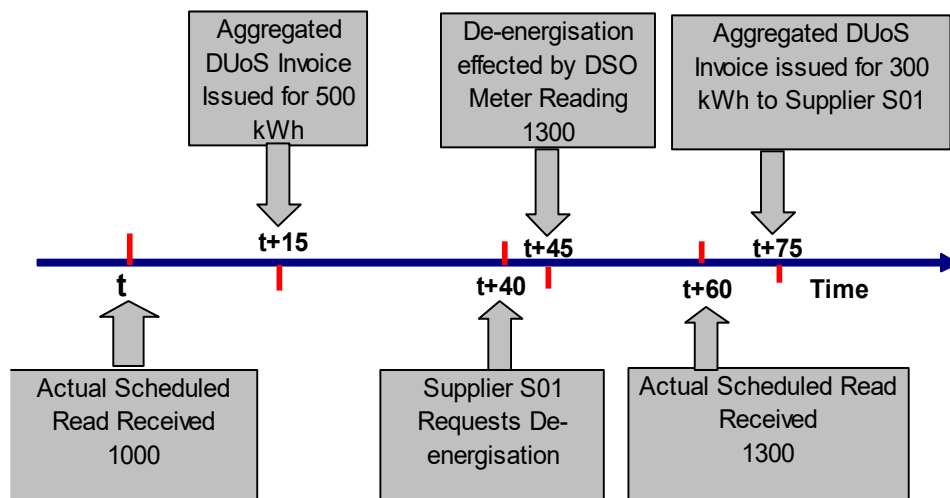 Aggregated
DUoS Invoice
Issued for 500
kWh
De-energisation
effected by DSO
Meter Reading
1300
Aggregated DUoS
Invoice issued for 300
kWh to Supplier S01
t+15
t+45
t+75
t
t+40
t+60
Time
Actual Scheduled
Read Received
1000
Supplier S01
Requests De-
energisation
Actual Scheduled Read
Received
1300